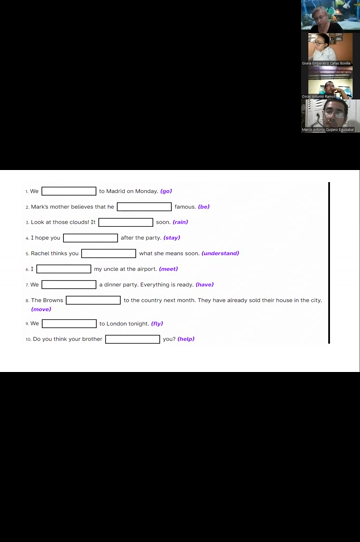 1. We to Madrid on Monday. (go)
2. Mark's mother believes that he famous. (be)
3. Look at those clouds! It soon. (rain)
4. I hope you after the party. (stay)
5. Rachel thinks you what she means soon. (understand)
6. I my uncle at the airport. (meet)
7. We a dinner party. Everything is ready. (have)
8. The Browns to the country next month. They have already sold their house in the city.
(move)
9. We to London tonight. (fly)
10. Do you think your brother you? (help)